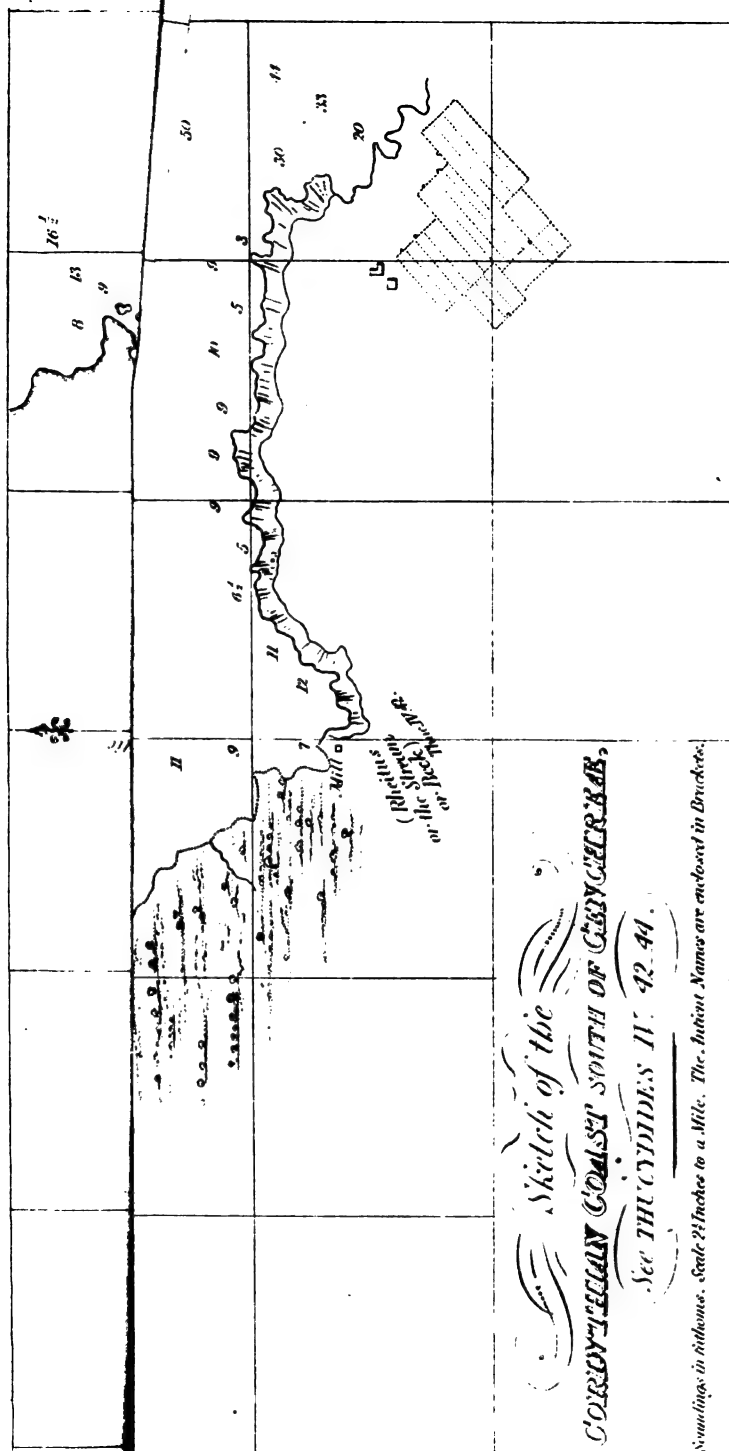 Sketch of the
CORINTHIAN COAST SOUTH OF CENCHREAE,
See THUCYDIDES IV. 42. 44.
Soundings in fathoms. Scale 2½ Inches to a Mile. The Antient Names are enclosed in Brackets.
(Rheitus
or the Stream)
or Rock
Mill
16½
13
9
8
50
44
33
20
30
3
9
5
10
9
9
9
5
6½
11
12
7
9
11